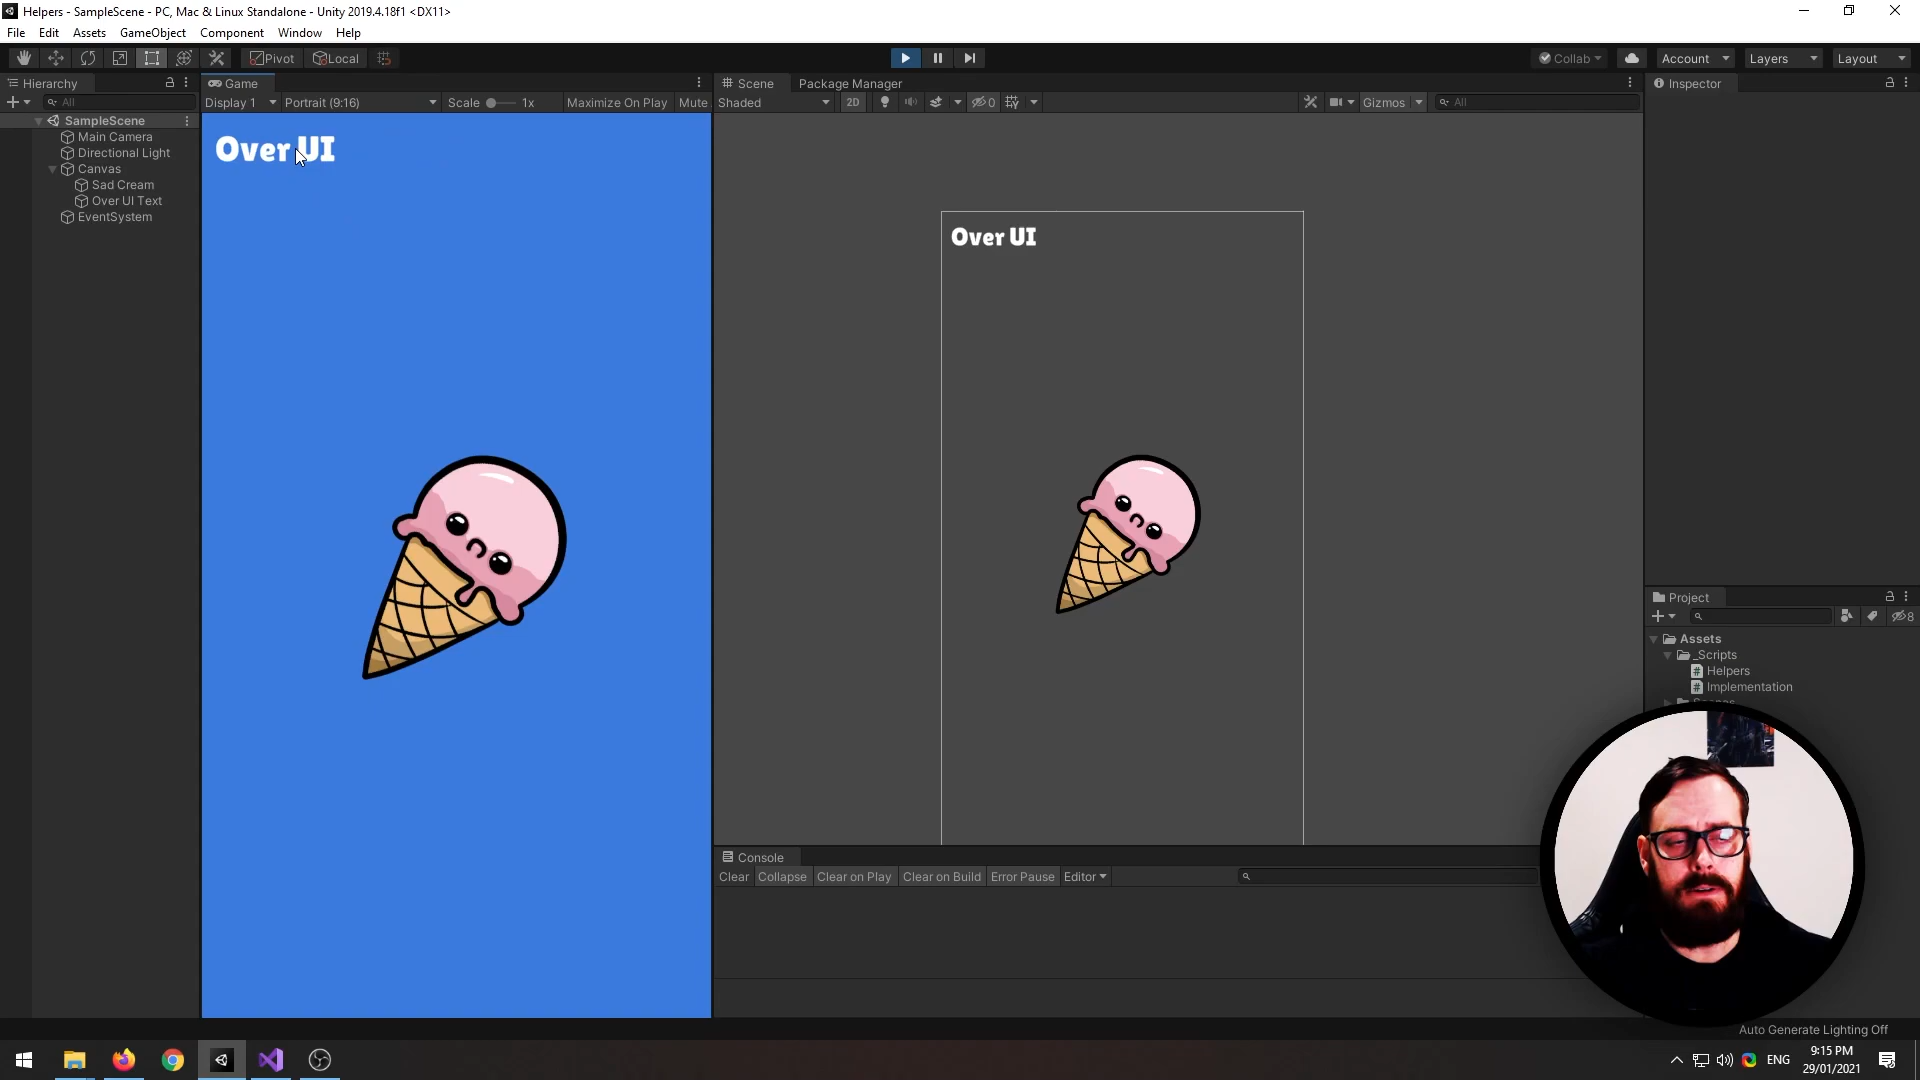 Helpers - SampleScene - PC, Mac & Linux Standalone - Unity 2019.4.18f1 <DX11>
File Edit Assets GameObject Component Window Help
Pivot Local Collab Account Layers Layout
Hierarchy
All
SampleScene
Main Camera
Directional Light
Canvas
Sad Cream
Over UI Text
EventSystem
Game
Display 1 Portrait (9:16) Scale 1x Maximize On Play Mute
Over UI
Scene Package Manager
Shaded 2D 0 Gizmos All
Over UI
Console
Clear Collapse Clear on Play Clear on Build Error Pause Editor
Inspector
Project
8
Assets
_Scripts
Helpers
Implementation
Auto Generate Lighting Off
ENG
9:15 PM
29/01/2021